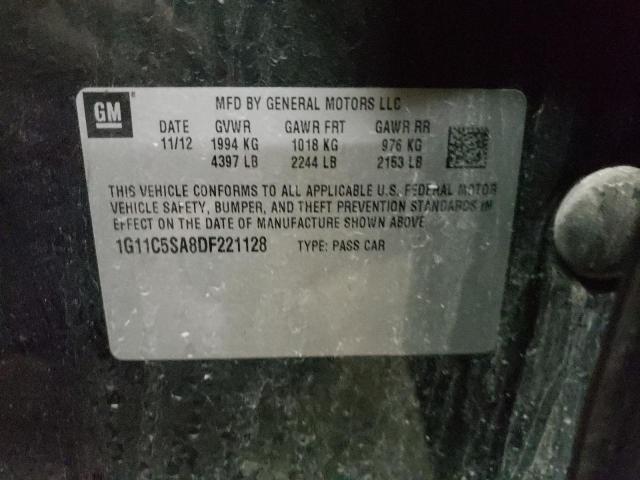 GM
MFD BY GENERAL MOTORS LLC
DATE GVWR GAWR FRT GAWR RR
11/12 1994 KG 1018 KG 976 KG
4397 LB 2244 LB 2153 LB
THIS VEHICLE CONFORMS TO ALL APPLICABLE U.S. FEDERAL MOTOR
VEHICLE SAFETY, BUMPER, AND THEFT PREVENTION STANDARDS IN
EFFECT ON THE DATE OF MANUFACTURE SHOWN ABOVE
1G11C5SA8DF221128 TYPE: PASS CAR